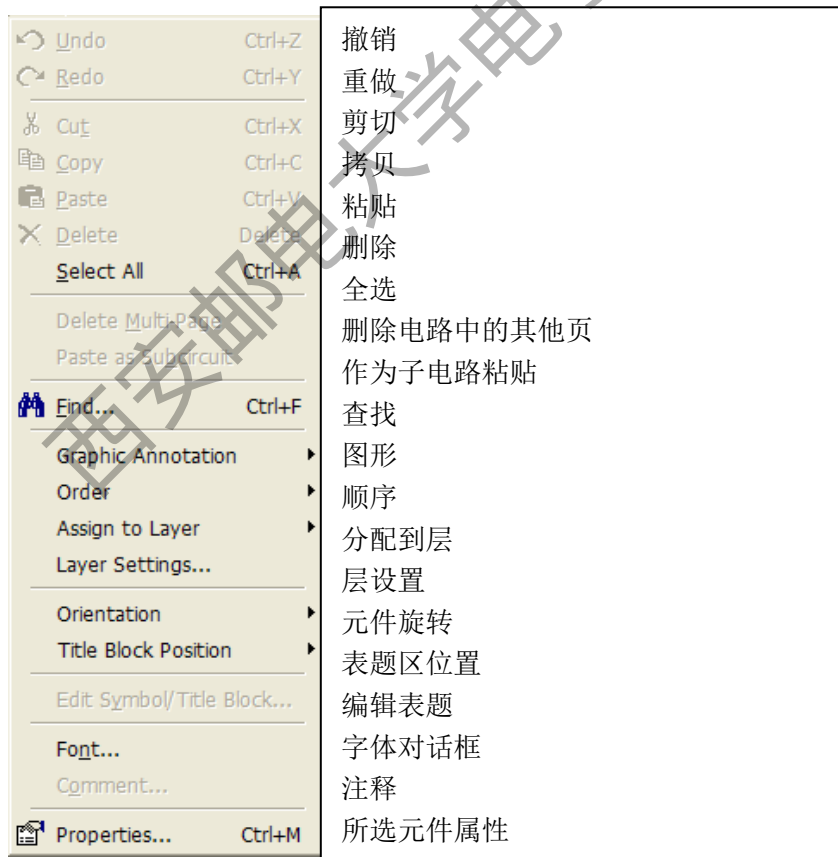 Undo Ctrl+Z 撤销
Redo Ctrl+Y 重做
Cut Ctrl+X 剪切
Copy Ctrl+C 拷贝
Paste Ctrl+V 粘贴
Delete Delete 删除
Select All Ctrl+A 全选
Delete Multi-Page 删除电路中的其他页
Paste as Subcircuit 作为子电路粘贴
Find... Ctrl+F 查找
Graphic Annotation 图形
Order 顺序
Assign to Layer 分配到层
Layer Settings... 层设置
Orientation 元件旋转
Title Block Position 表题区位置
Edit Symbol/Title Block... 编辑表题
Font... 字体对话框
Comment... 注释
Properties... Ctrl+M 所选元件属性
西安邮电大学电